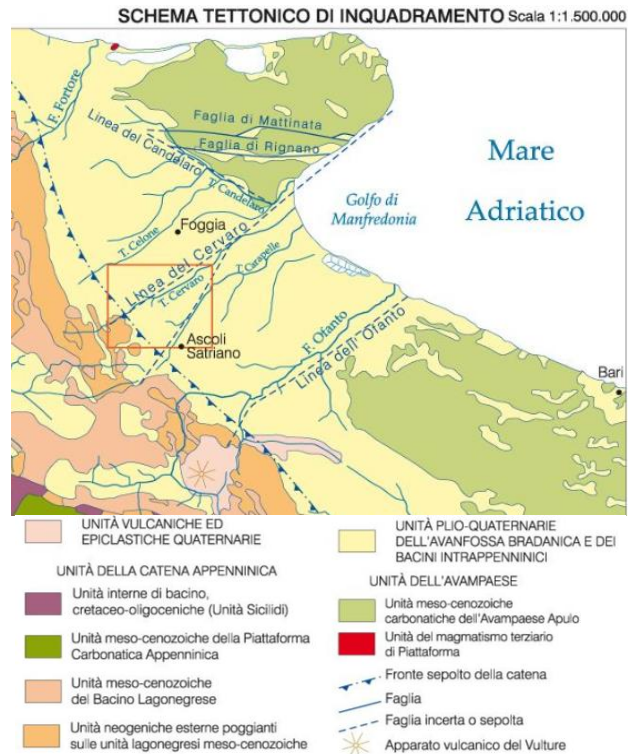 SCHEMA TETTONICO DI INQUADRAMENTO Scala 1:1.500.000
F. Fortore
Faglia di Mattinata
Linea del Candelaro
Faglia di Rignano
Mare
Adriatico
T. Candelaro
Golfo di
Manfredonia
Foggia
T. Celone
Linea del Cervaro
T. Carapelle
T. Cervaro
F. Ofanto
Linea dell'Ofanto
Ascoli
Satriano
Bari
UNITÀ VULCANICHE ED
EPICLASTICHE QUATERNARIE
UNITÀ DELLA CATENA APPENNINICA
Unità interne di bacino,
cretaceo-oligoceniche (Unità Sicilidi)
Unità meso-cenozoiche della Piattaforma
Carbonatica Appenninica
Unità meso-cenozoiche
del Bacino Lagonegrese
Unità neogeniche esterne poggianti
sulle unità lagonegresi meso-cenozoiche
UNITÀ PLIO-QUATERNARIE
DELL'AVANFOSSA BRADANICA E DEI
BACINI INTRAPPENNINICI
UNITÀ DELL'AVAMPAESE
Unità meso-cenozoiche
carbonatiche dell'Avampaese Apulo
Unità del magmatismo terziario
di Piattaforma
Fronte sepolto della catena
Faglia
Faglia incerta o sepolta
Apparato vulcanico del Vulture